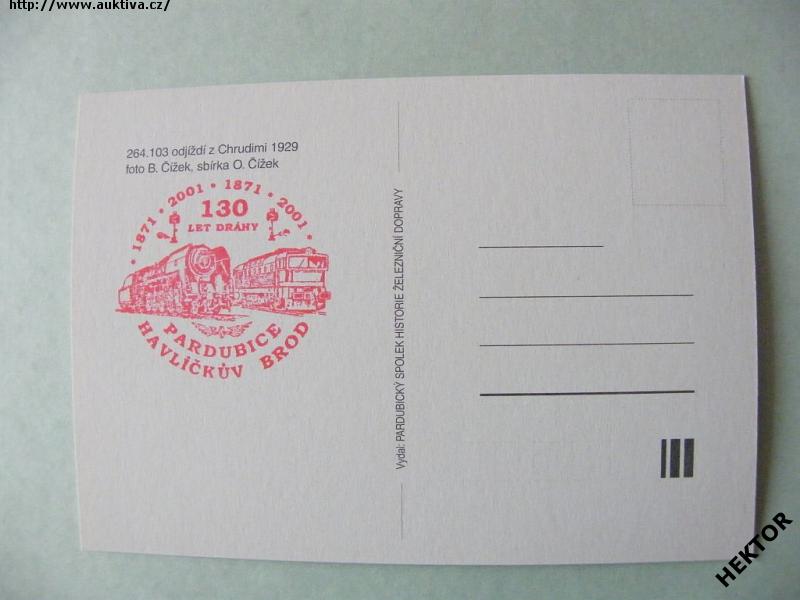 http://www.auktiva.cz/
264.103 odjíždí z Chrudimi 1929
foto B. Čížek, sbírka O. Čížek
• 1871 • 2001 • 1871 • 2001 •
130
LET DRÁHY
PARDUBICE
HAVLÍČKŮV BROD
Vydal: PARDUBICKÝ SPOLEK HISTORIE ŽELEZNIČNÍ DOPRAVY
HEKTOR